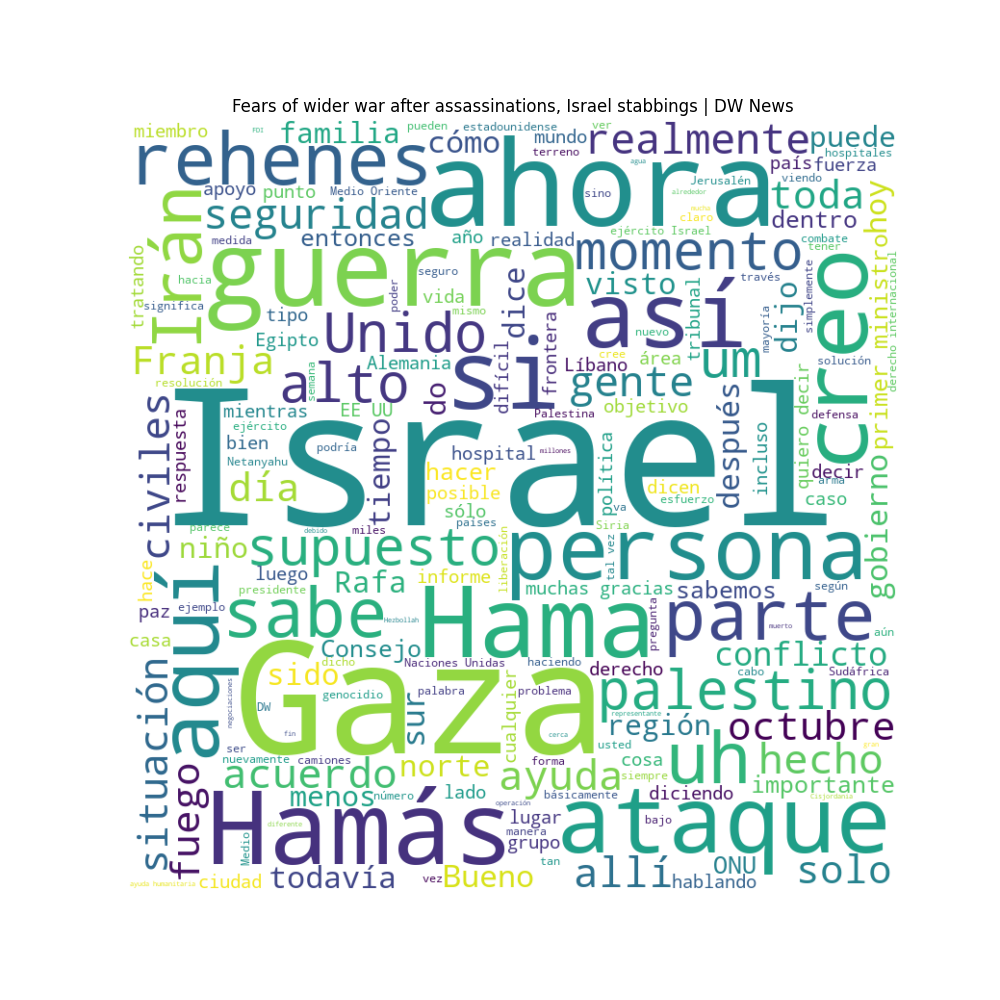 Fears of wider war after assassinations, Israel stabbings | DW News
miembro
FDI
familia
pueden
estadounidense
cómo
mundo
ver
terreno
realmente
puede
hospitales
rehenes
ahora
agua
país
fuerza
apoyo
punto
Medio Oriente
sino
Jerusalén
viendo
alrededor
toda
mucho
claro
dentro
hoy
Irán
seguridad
medida
entonces
año
realidad
ejército Israel
combate
tener
momento
tratando
hacia
guerra
seguro
poder
vida
mismo
visto
través
creo
significa
tipo
Unido
dice
así
nuevo
tribunal
mayoría
dijo
simplemente
primer ministro
derecho internacional
Egipto
Franja
resolución
semana
alto
Alemania
si
difícil
frontera
Líbano
cree
área
um
solución
gente
do
mientras
EE UU
Palestina
objetivo
después
quiero decir
defensa
civiles
respuesta
ejército
bien
Netanyahu
podría
tiempo
hospital
millones
política
incluso
decir
gobierno
Israel
día
hacer
posible
sólo
dicen
esfuerzo
arma
caso
parece
debido
miles
países
va
Siria
niño
supuesto
persona
liberación
tal vez
hace
luego
presidente
Rafa
informe
muchas gracias
sabemos
según
paz
ejemplo
sabe
Hezbollah
Hama
pregunta
parte
muerto
aún
casa
aquí
Consejo
Naciones Unidas
haciendo
derecho
conflicto
cabo
Sudáfrica
situación
negociaciones
DW
fin
Gaza
sido
dicho
genocidio
palabra
problema
cualquier
palestino
representante
región
octubre
ser
nuevamente
camiones
sur
cerca
usted
cosa
uh
hecho
gran
fuego
acuerdo
norte
forma
ayuda
siempre
importante
menos
número
lado
básicamente
diciendo
Cisjordania
operación
Hamás
lugar
manera
grupo
bajo
ataque
diferente
Medio
tan
ONU
ayuda humanitaria
ciudad
todavía
vez
Bueno
allí
hablando
solo